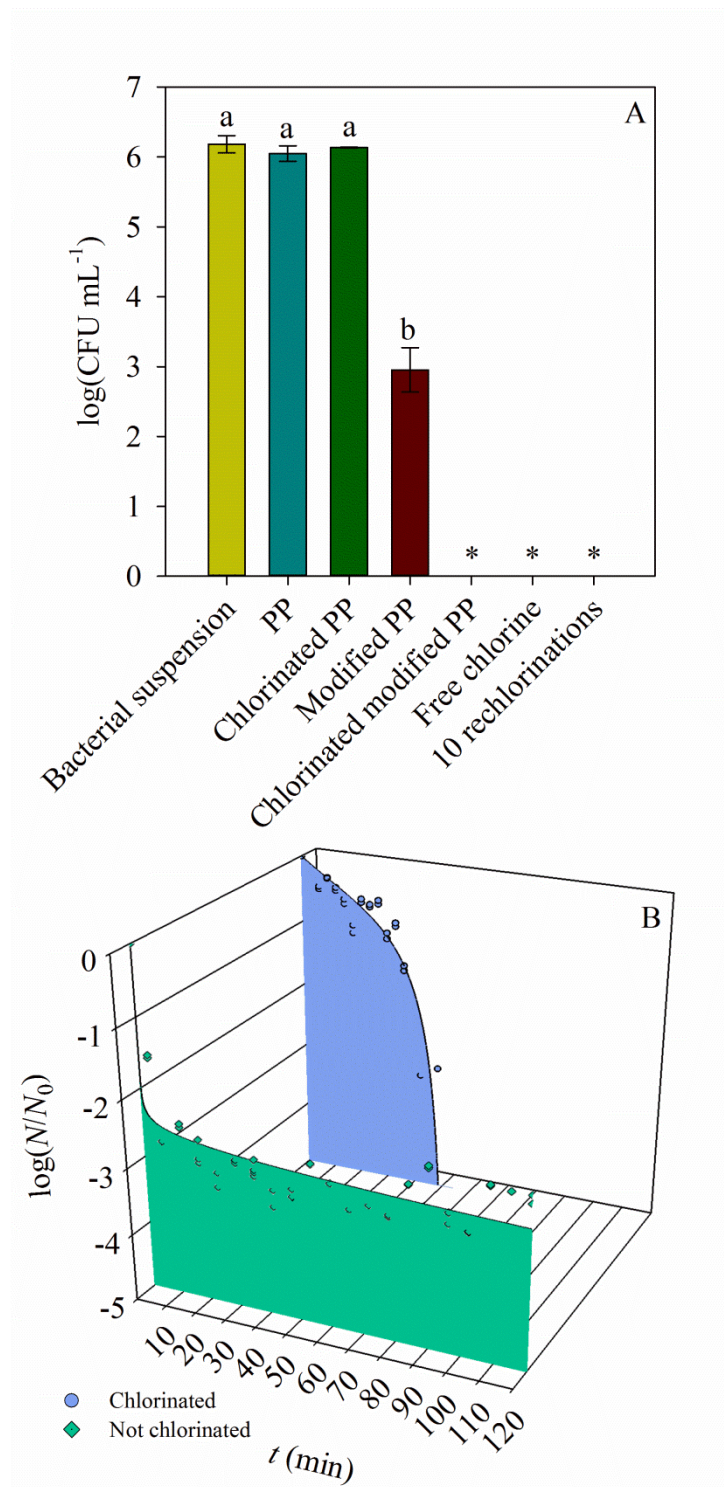 A
7
6
5
4
3
2
1
0
log(CFU mL⁻¹)
a
a
a
b
*
*
*
Bacterial suspension
PP
Chlorinated PP
Modified PP
Chlorinated modified PP
Free chlorine
10 rechlorinations
B
0
-1
-2
-3
-4
-5
log(N/N₀)
10
20
30
40
50
60
70
80
90
100
110
120
t (min)
Chlorinated
Not chlorinated